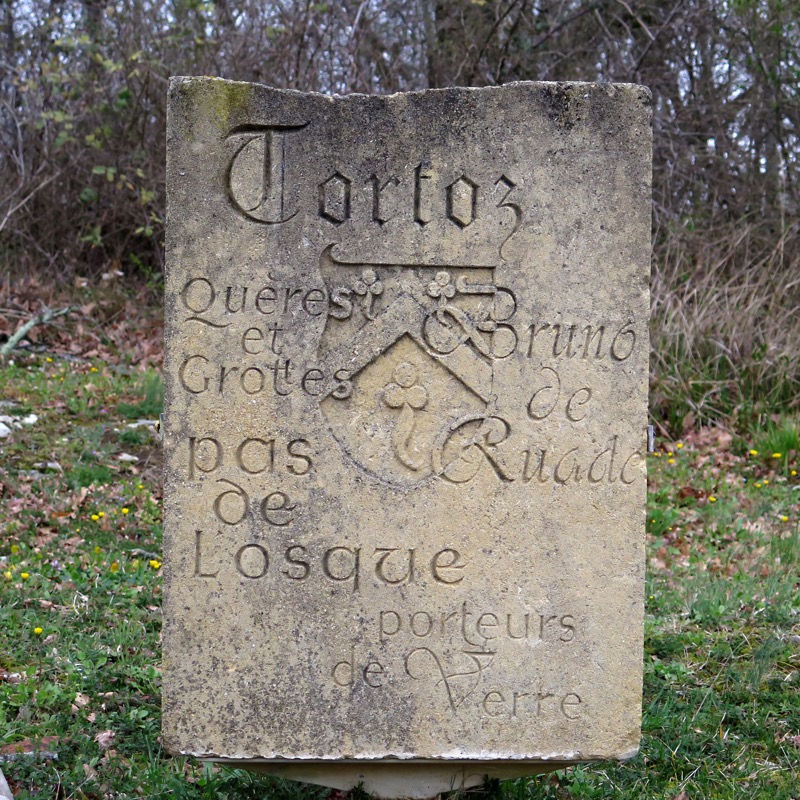 Tortoz
Quèrest
et
Grottes
Bruno
de
Ruade
pas
de
Losque
porteurs
de Verre